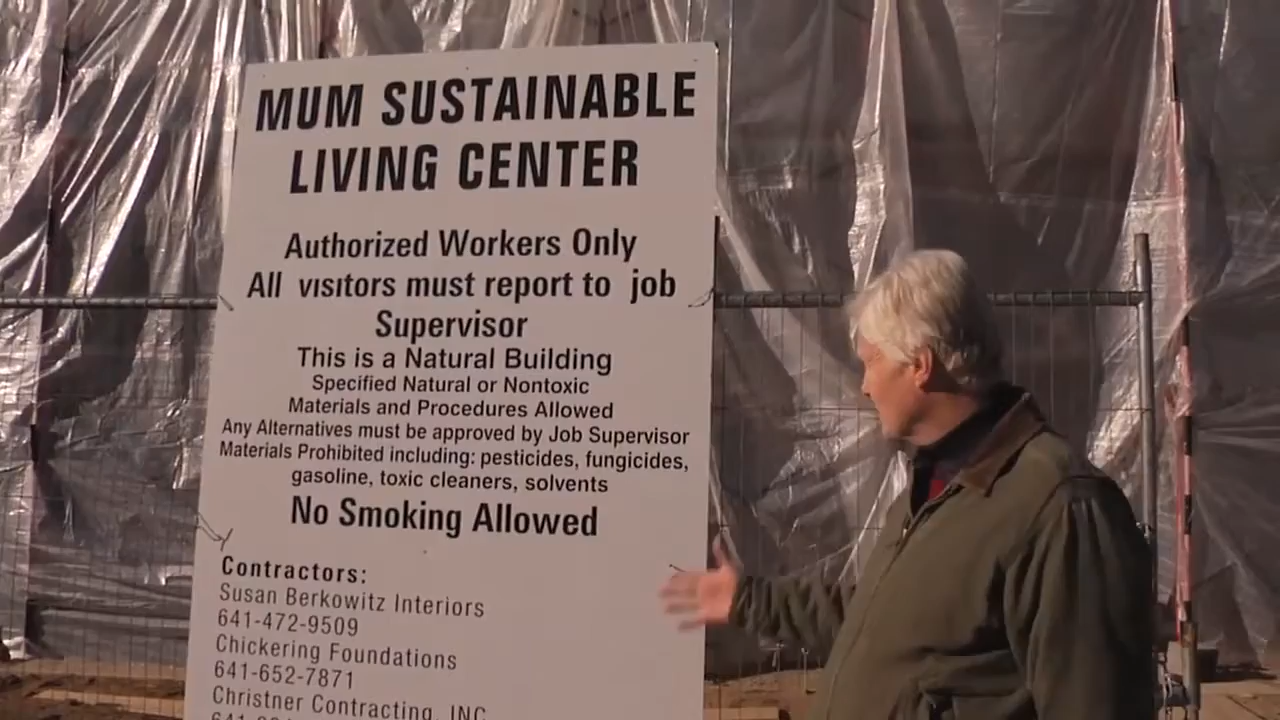 MUM SUSTAINABLE
LIVING CENTER
Authorized Workers Only
All visitors must report to job
Supervisor
This is a Natural Building
Specified Natural or Nontoxic
Materials and Procedures Allowed
Any Alternatives must be approved by Job Supervisor
Materials Prohibited including: pesticides, fungicides,
gasoline, toxic cleaners, solvents
No Smoking Allowed
Contractors:
Susan Berkowitz Interiors
641-472-9509
Chickering Foundations
641-652-7871
Christner Contracting, INC